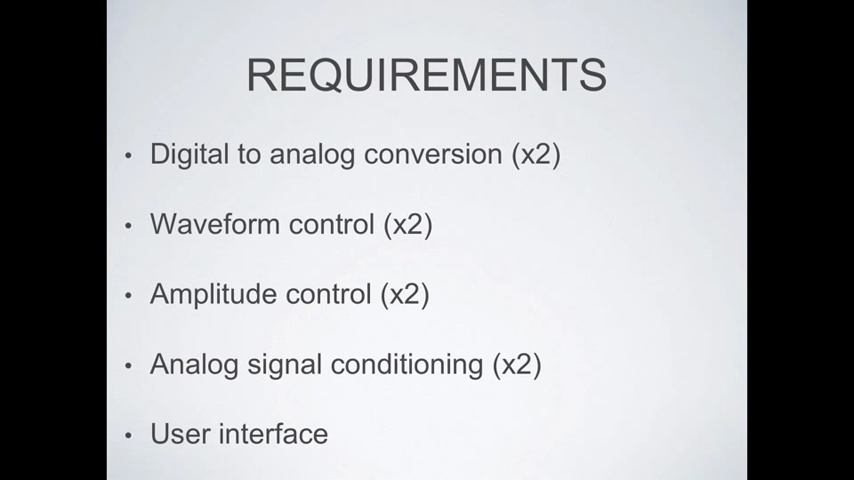 REQUIREMENTS
• Digital to analog conversion (x2)
• Waveform control (x2)
• Amplitude control (x2)
• Analog signal conditioning (x2)
• User interface